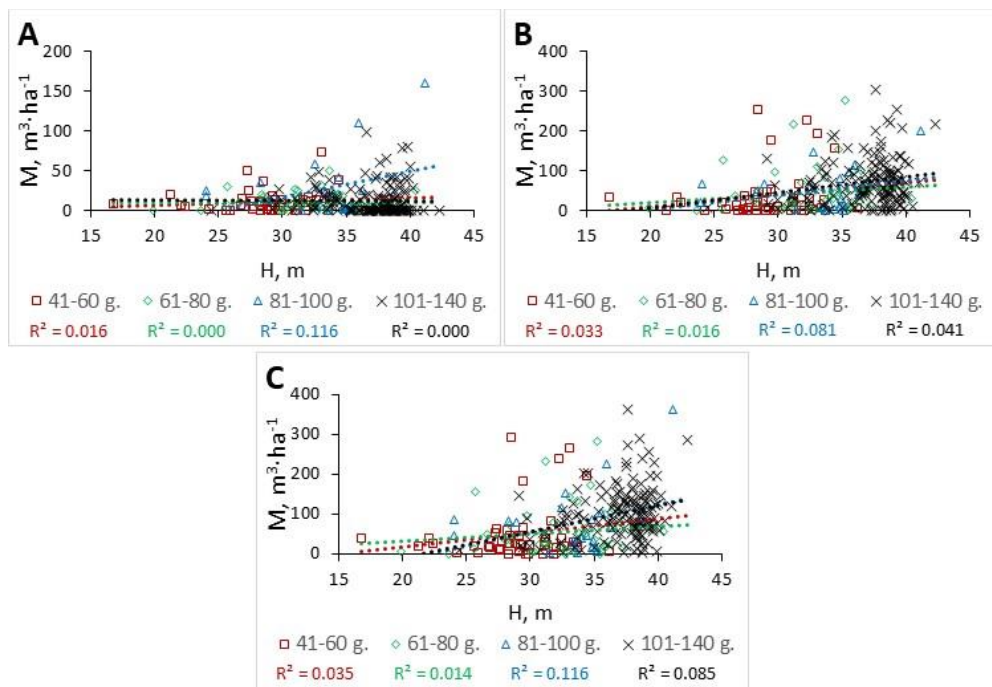 A
B
M, m³·ha⁻¹
200
150
100
50
0
15 20 25 30 35 40 45
H, m
41-60 g. 61-80 g. 81-100 g. 101-140 g.
R² = 0.016 R² = 0.000 R² = 0.116 R² = 0.000
M, m³·ha⁻¹
400
300
200
100
0
15 20 25 30 35 40 45
H, m
41-60 g. 61-80 g. 81-100 g. 101-140 g.
R² = 0.033 R² = 0.016 R² = 0.081 R² = 0.041
C
M, m³·ha⁻¹
400
300
200
100
0
15 20 25 30 35 40 45
H, m
41-60 g. 61-80 g. 81-100 g. 101-140 g.
R² = 0.035 R² = 0.014 R² = 0.116 R² = 0.085